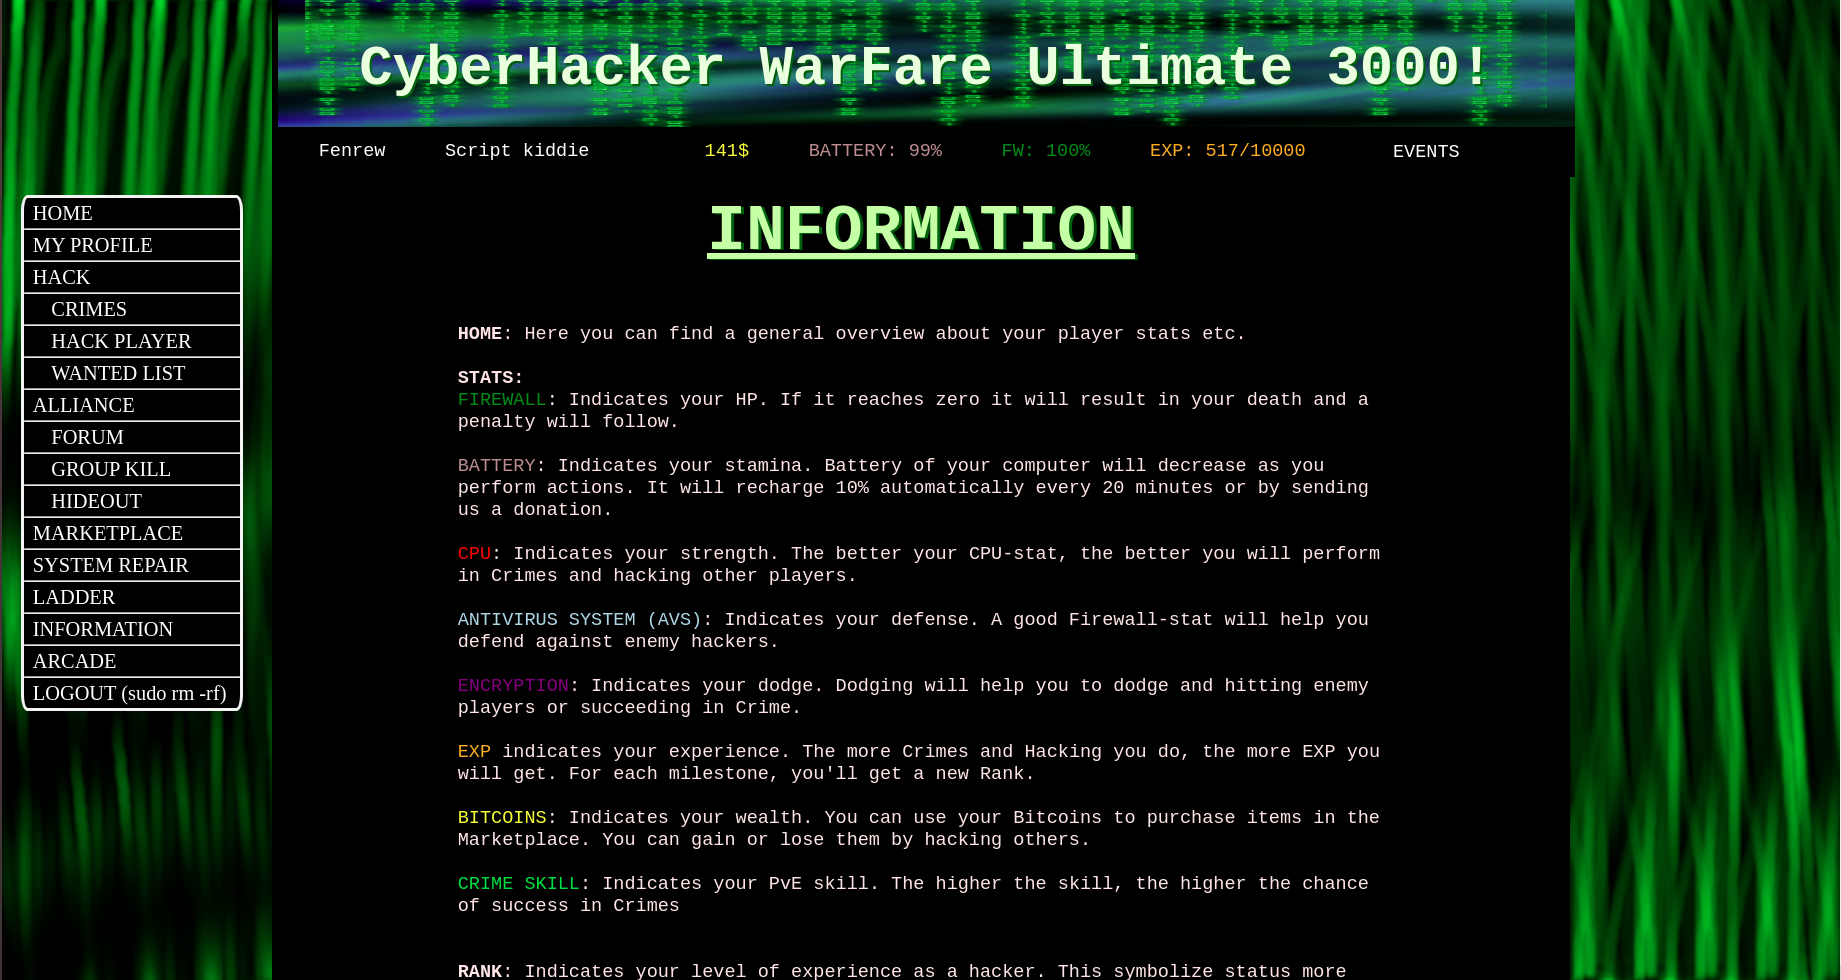 CyberHacker WarFare Ultimate 3000!
Fenrew Script kiddie 141$ BATTERY: 99% FW: 100% EXP: 517/10000 EVENTS
HOME
MY PROFILE
HACK
CRIMES
HACK PLAYER
WANTED LIST
ALLIANCE
FORUM
GROUP KILL
HIDEOUT
MARKETPLACE
SYSTEM REPAIR
LADDER
INFORMATION
ARCADE
LOGOUT (sudo rm -rf)
INFORMATION
HOME: Here you can find a general overview about your player stats etc.
STATS:
FIREWALL: Indicates your HP. If it reaches zero it will result in your death and a
penalty will follow.
BATTERY: Indicates your stamina. Battery of your computer will decrease as you
perform actions. It will recharge 10% automatically every 20 minutes or by sending
us a donation.
CPU: Indicates your strength. The better your CPU-stat, the better you will perform
in Crimes and hacking other players.
ANTIVIRUS SYSTEM (AVS): Indicates your defense. A good Firewall-stat will help you
defend against enemy hackers.
ENCRYPTION: Indicates your dodge. Dodging will help you to dodge and hitting enemy
players or succeeding in Crime.
EXP indicates your experience. The more Crimes and Hacking you do, the more EXP you
will get. For each milestone, you'll get a new Rank.
BITCOINS: Indicates your wealth. You can use your Bitcoins to purchase items in the
Marketplace. You can gain or lose them by hacking others.
CRIME SKILL: Indicates your PvE skill. The higher the skill, the higher the chance
of success in Crimes
RANK: Indicates your level of experience as a hacker. This symbolize status more